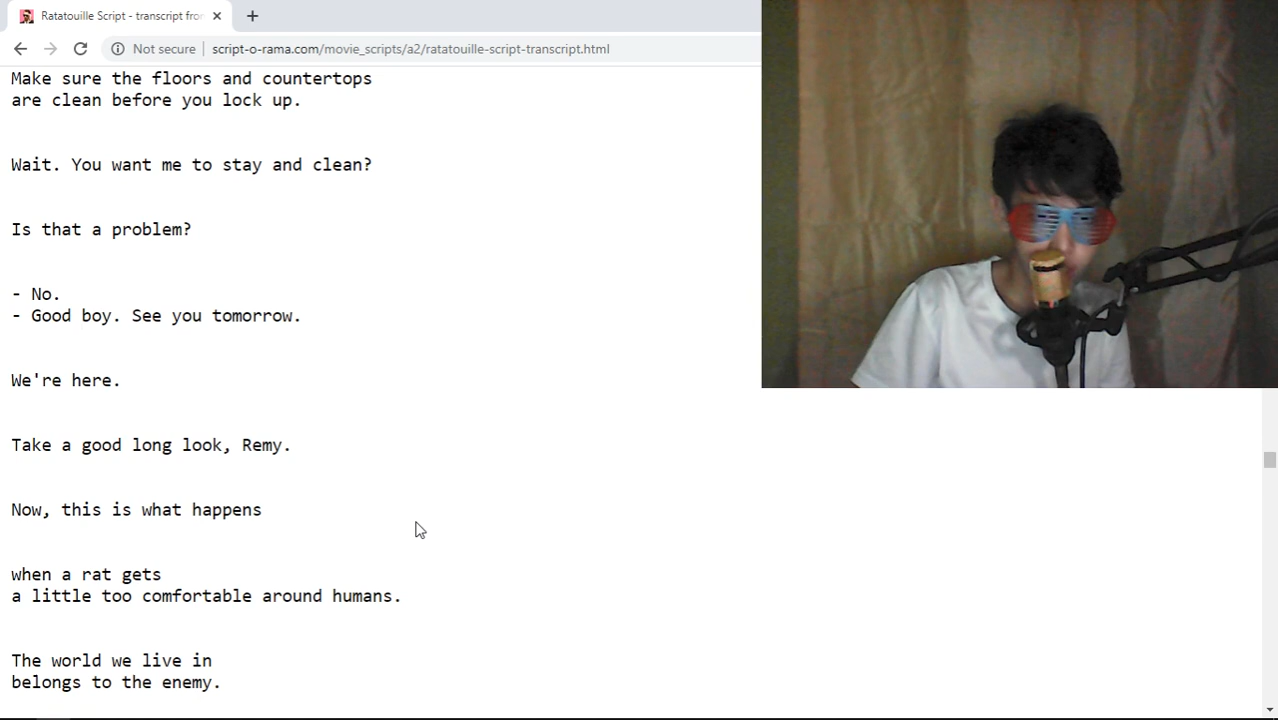 Ratatouille Script - transcript fro
Not secure
script-o-rama.com/movie_scripts/a2/ratatouille-script-transcript.html
Make sure the floors and countertops
are clean before you lock up.
Wait. You want me to stay and clean?
Is that a problem?
- No.
- Good boy. See you tomorrow.
We're here.
Take a good long look, Remy.
Now, this is what happens
when a rat gets
a little too comfortable around humans.
The world we live in
belongs to the enemy.